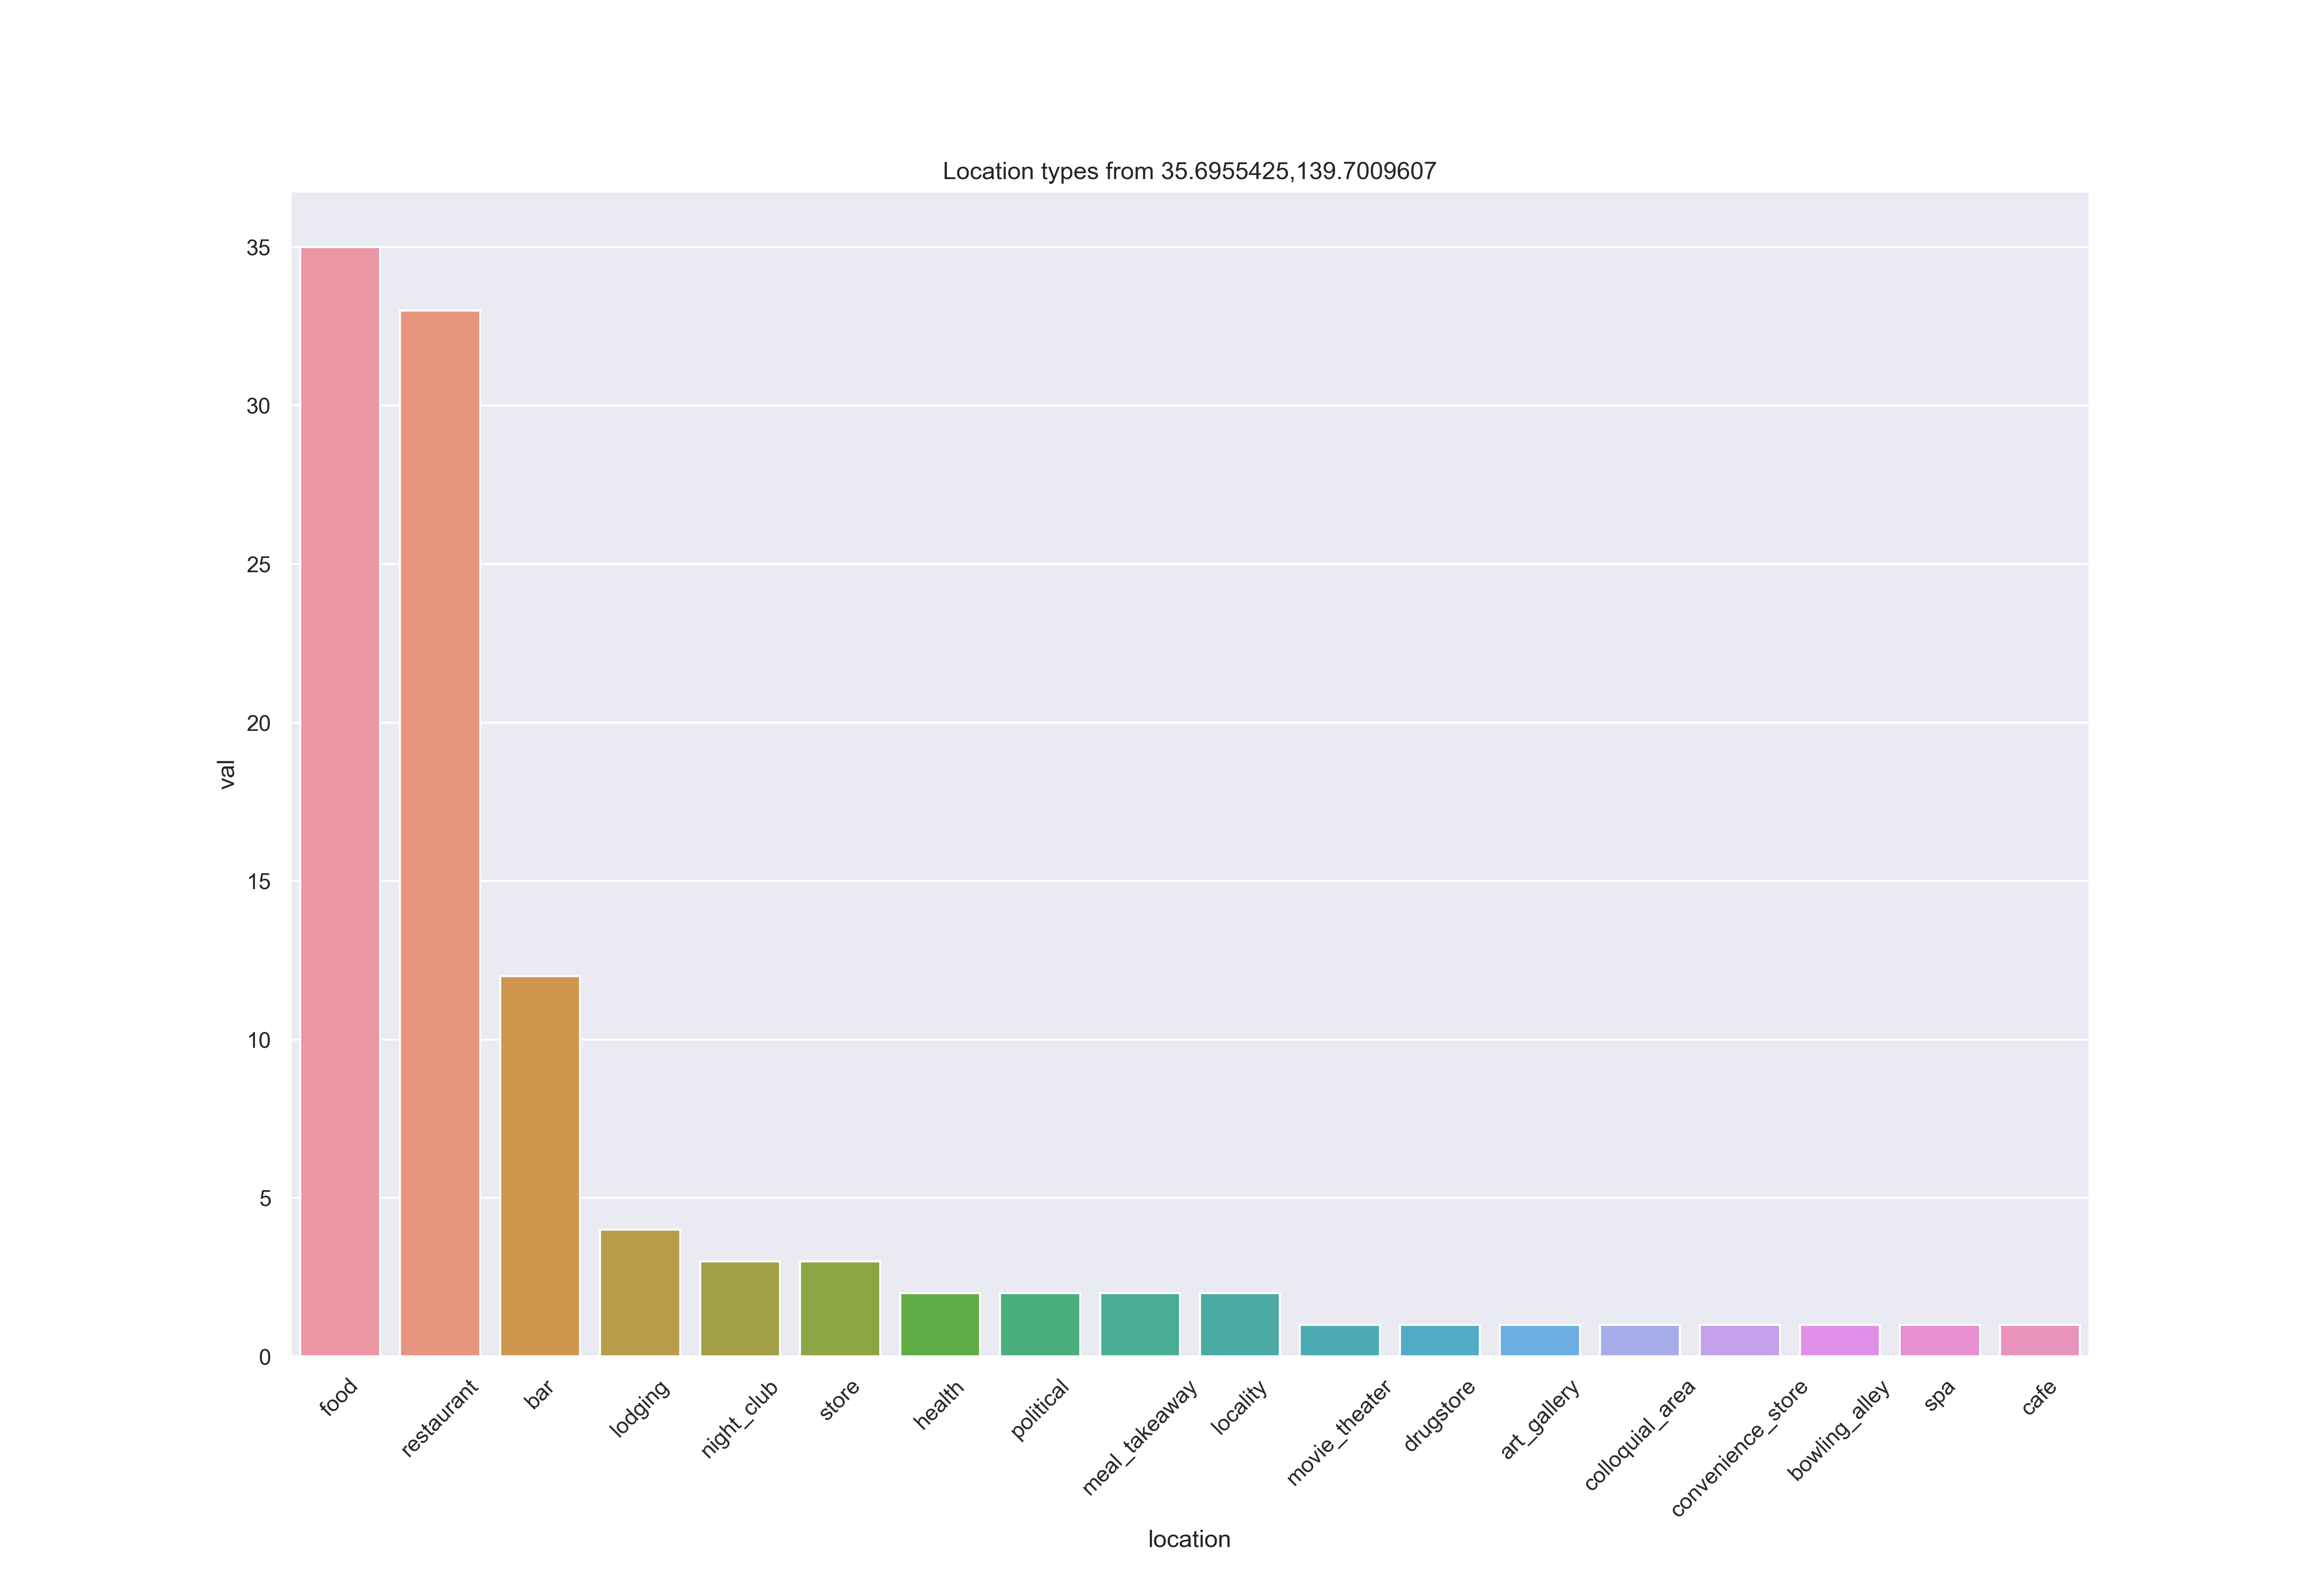 Location types from 35.6955425,139.7009607
35
30
25
20
15
10
5
0
val
food
restaurant
bar
lodging
night_club
store
health
political
meal_takeaway
locality
movie_theater
drugstore
art_gallery
colloquial_area
convenience_store
bowling_alley
spa
cafe
location